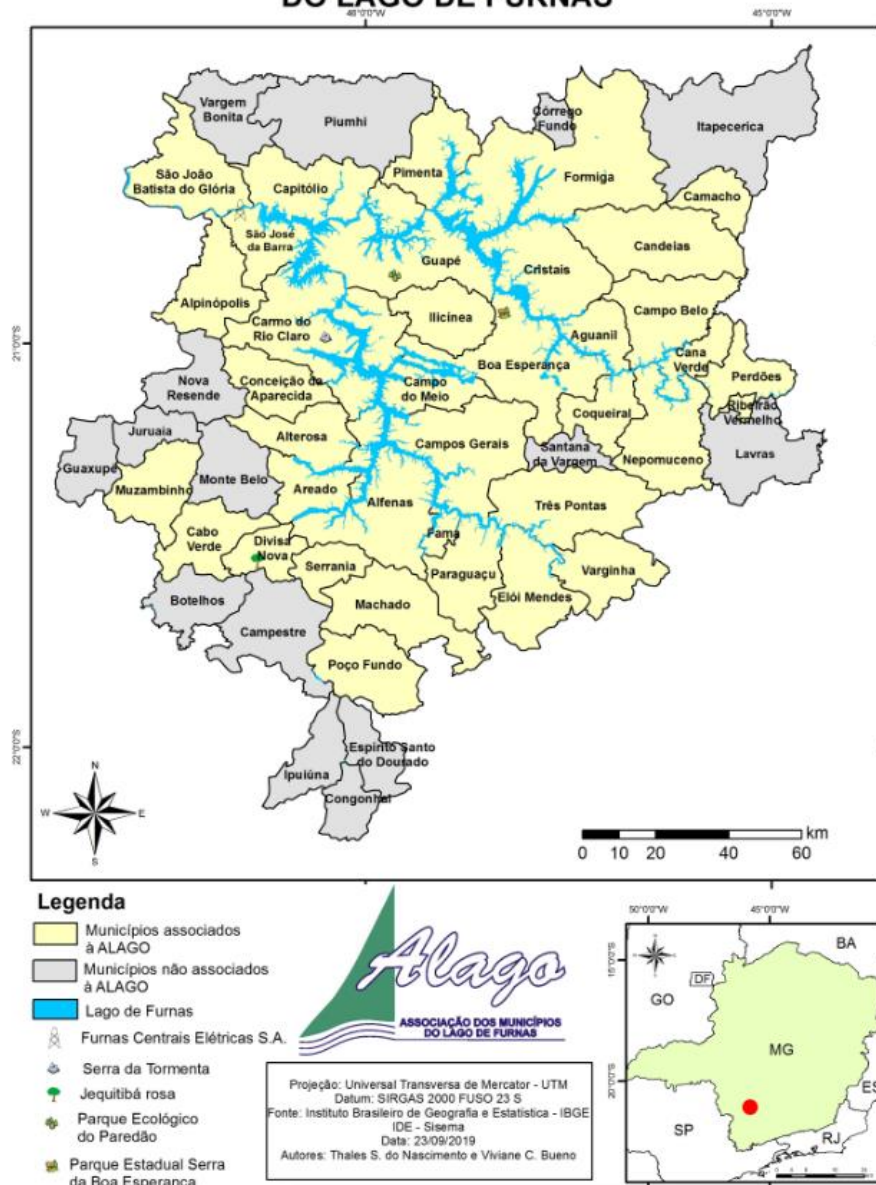 DO LAGO DE FURNAS
46°0'0"W
45°0'0"W
Vargem
Bonita
Piumhi
Córrego
Fundo
Itapecerica
São João
Batista do Glória
Capitólio
Pimenta
Formiga
Camacho
São José
da Barra
Guapé
Cristais
Candeias
Alpinópolis
Ilicínea
Campo Belo
21°0'0"S
Carmo do
Rio Claro
Aguanil
Boa Esperança
Cana
Verde
Perdões
Nova
Resende
Conceição da
Aparecida
Campo
do Meio
Coqueiral
Ribeirão
Vermelho
Juruaia
Alterosa
Campos Gerais
Santana
da Vargem
Nepomuceno
Lavras
Guaxupé
Muzambinho
Monte Belo
Areado
Alfenas
Três Pontas
Cabo
Verde
Divisa
Nova
Fama
Serrania
Paraguaçu
Varginha
Botelhos
Machado
Elói Mendes
Campestre
Poço Fundo
22°0'0"S
Espírito Santo
do Dourado
Ipuiúna
Congonhal
N
W
E
S
km
0 10 20 40 60
Legenda
Municípios associados
à ALAGO
Municípios não associados
à ALAGO
Lago de Furnas
Furnas Centrais Elétricas S.A.
Serra da Tormenta
Jequitibá rosa
Parque Ecológico
do Paredão
Parque Estadual Serra
da Boa Esperança
Alago
ASSOCIAÇÃO DOS MUNICÍPIOS
DO LAGO DE FURNAS
Projeção: Universal Transversa de Mercator - UTM
Datum: SIRGAS 2000 FUSO 23 S
Fonte: Instituto Brasileiro de Geografia e Estatística - IBGE
IDE - Sisema
Data: 23/09/2019
Autores: Thales S. do Nascimento e Viviane C. Bueno
50°0'0"W
45°0'0"W
15°0'0"S
20°0'0"S
BA
DF
GO
MG
ES
SP
RJ